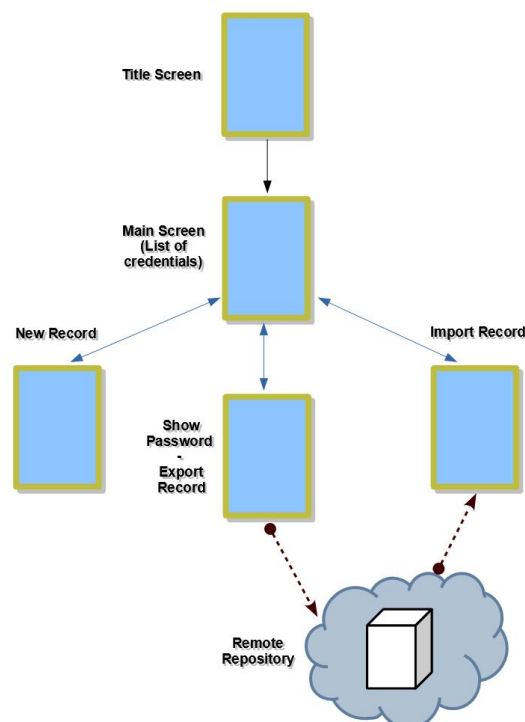 Title Screen
Main Screen
(List of
credentials)
New Record
Import Record
Show
Password
-
Export
Record
Remote
Repository